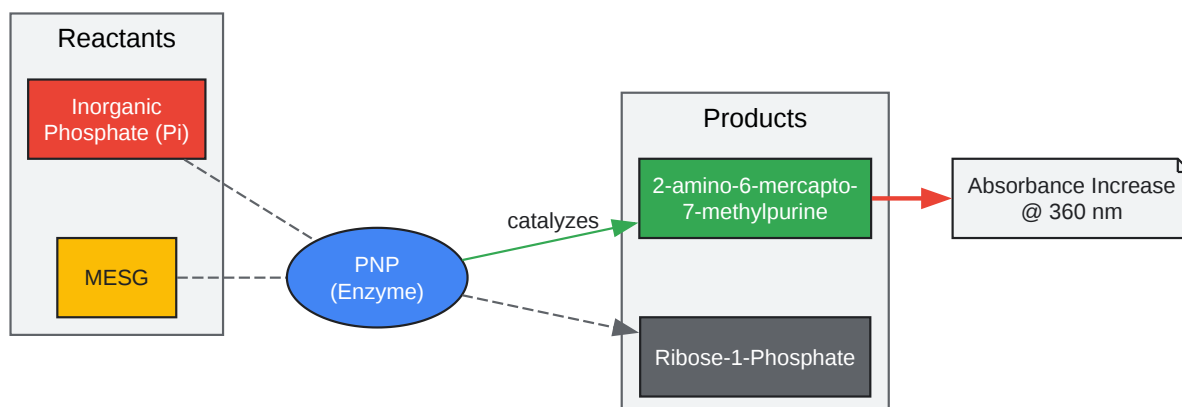 Reactants
Inorganic
Phosphate (Pi)
MESG
PNP
(Enzyme)
catalyzes
Products
2-amino-6-mercapto-
7-methylpurine
Ribose-1-Phosphate
Absorbance Increase
@ 360 nm